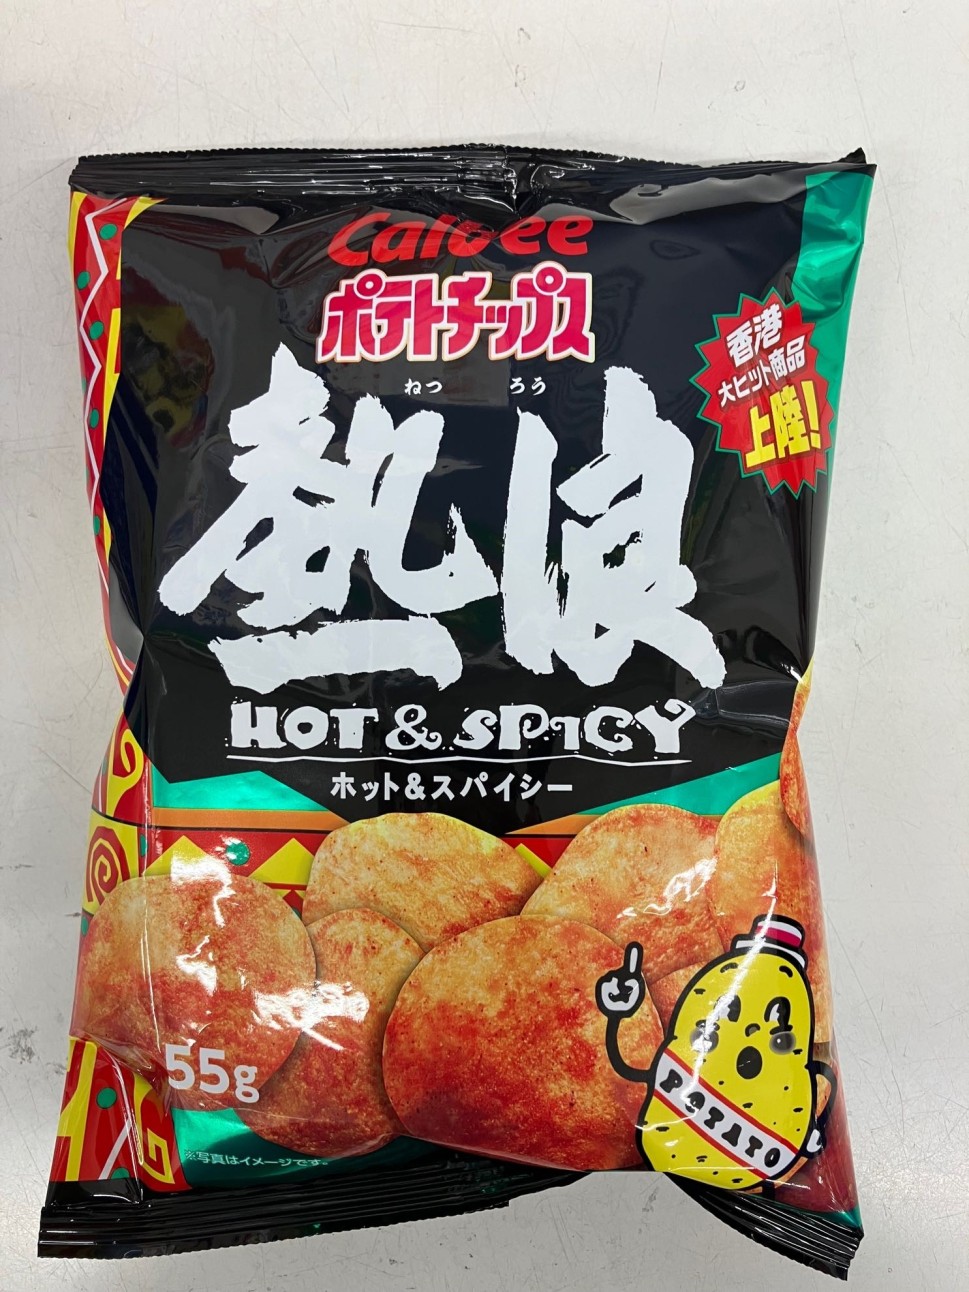 Calbee
ポテトチップス
香港
大ヒット商品
上陸!
ねつ ろう
熱浪
HOT & SPICY
ホット&スパイシー
POTATO
55g
※写真はイメージです。